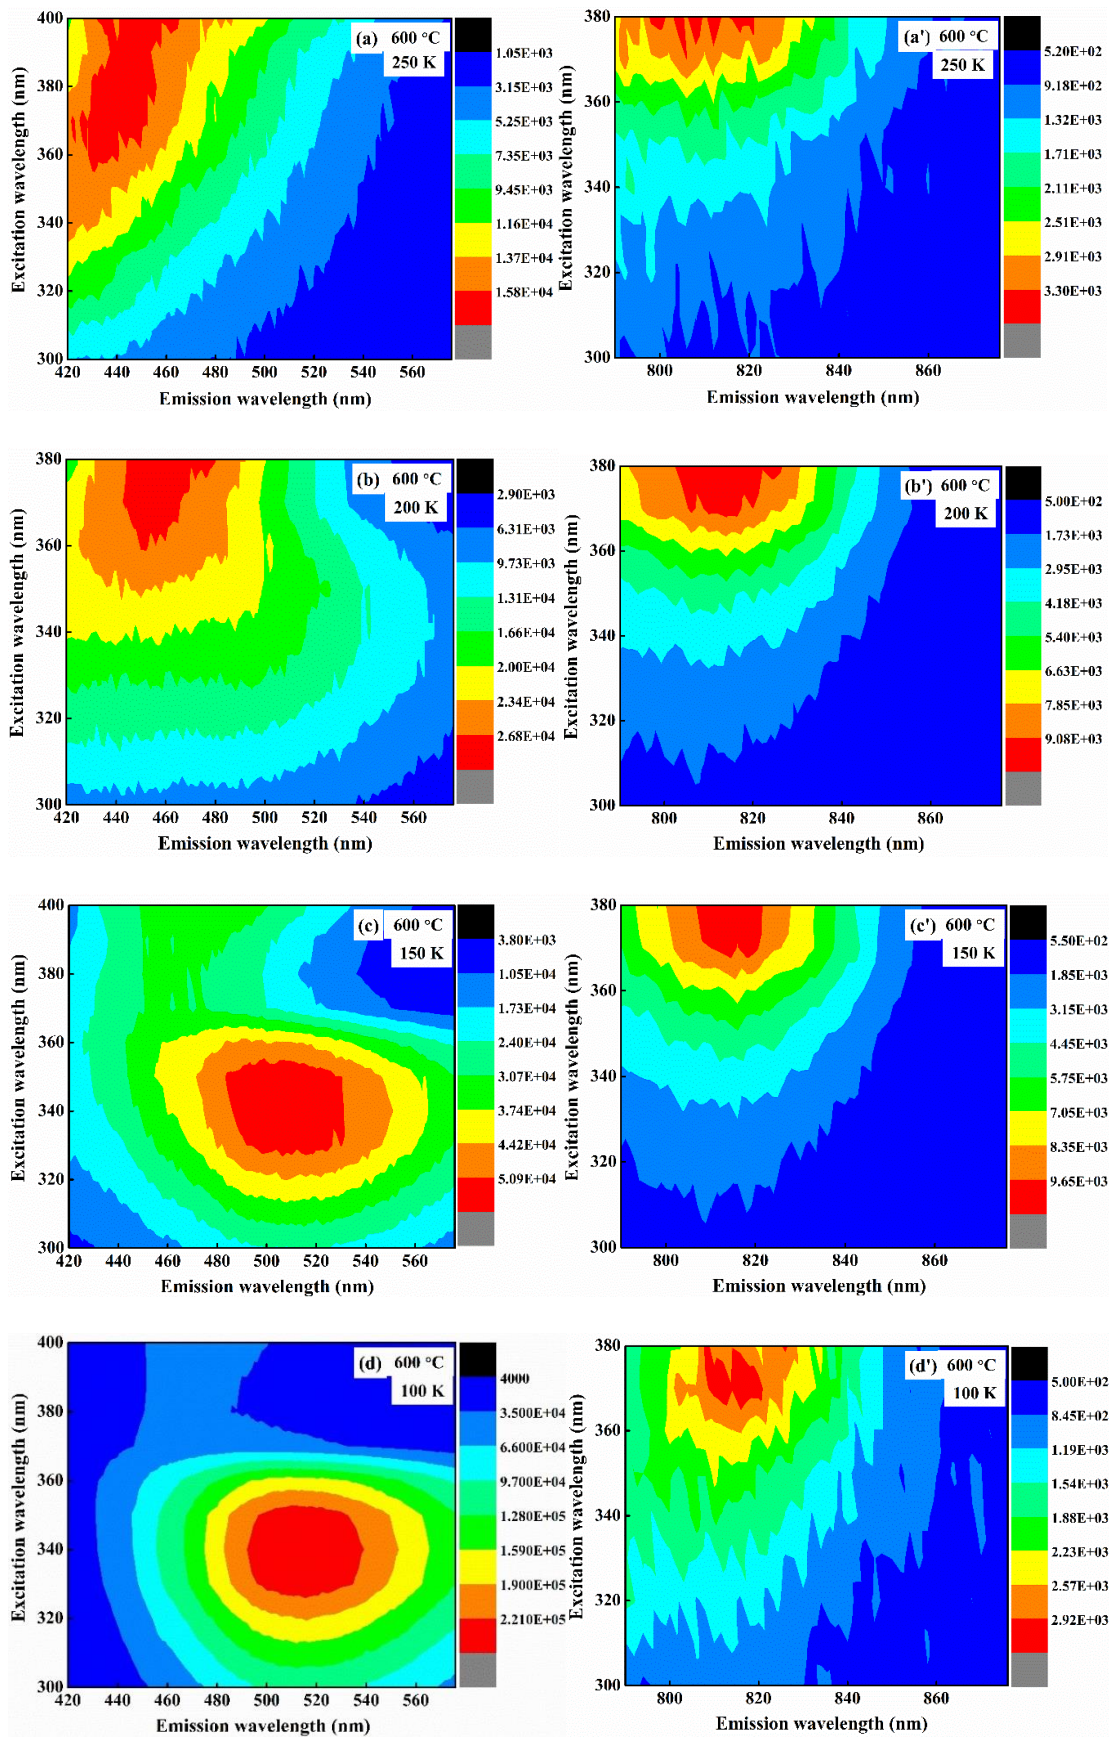 400
380
360
340
320
300
Excitation wavelength (nm)
(a) 600 °C
250 K
1.05E+03
3.15E+03
5.25E+03
7.35E+03
9.45E+03
1.16E+04
1.37E+04
1.58E+04
420 440 460 480 500 520 540 560
Emission wavelength (nm)
380
360
340
320
300
Excitation wavelength (nm)
(a') 600 °C
250 K
5.20E+02
9.18E+02
1.32E+03
1.71E+03
2.11E+03
2.51E+03
2.91E+03
3.30E+03
800 820 840 860
Emission wavelength (nm)
380
360
340
320
300
Excitation wavelength (nm)
(b) 600 °C
200 K
2.90E+03
6.31E+03
9.73E+03
1.31E+04
1.66E+04
2.00E+04
2.34E+04
2.68E+04
420 440 460 480 500 520 540 560
Emission wavelength (nm)
380
360
340
320
300
Excitation wavelength (nm)
(b') 600 °C
200 K
5.00E+02
1.73E+03
2.95E+03
4.18E+03
5.40E+03
6.63E+03
7.85E+03
9.08E+03
800 820 840 860
Emission wavelength (nm)
400
380
360
340
320
300
Excitation wavelength (nm)
(c) 600 °C
150 K
3.80E+03
1.05E+04
1.73E+04
2.40E+04
3.07E+04
3.74E+04
4.42E+04
5.09E+04
420 440 460 480 500 520 540 560
Emission wavelength (nm)
380
360
340
320
300
Excitation wavelength (nm)
(c') 600 °C
150 K
5.50E+02
1.85E+03
3.15E+03
4.45E+03
5.75E+03
7.05E+03
8.35E+03
9.65E+03
800 820 840 860
Emission wavelength (nm)
400
380
360
340
320
300
Excitation wavelength (nm)
(d) 600 °C
100 K
4000
3.500E+04
6.600E+04
9.700E+04
1.280E+05
1.590E+05
1.900E+05
2.210E+05
420 440 460 480 500 520 540 560
Emission wavelength (nm)
380
360
340
320
300
Excitation wavelength (nm)
(d') 600 °C
100 K
5.00E+02
8.45E+02
1.19E+03
1.54E+03
1.88E+03
2.23E+03
2.57E+03
2.92E+03
800 820 840 860
Emission wavelength (nm)